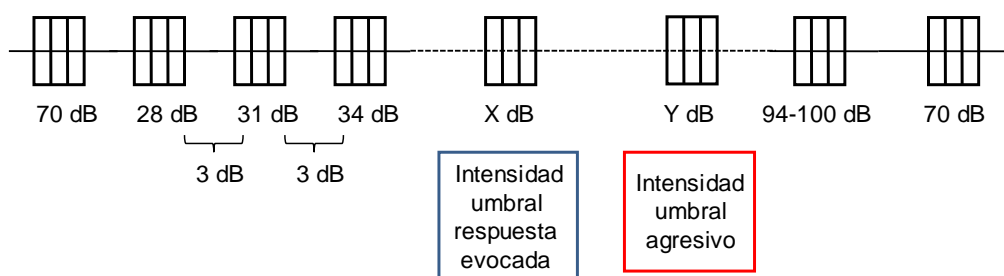 70 dB 28 dB 31 dB 34 dB X dB Y dB 94-100 dB 70 dB
3 dB 3 dB
Intensidad
umbral
respuesta
evocada
Intensidad
umbral
agresivo